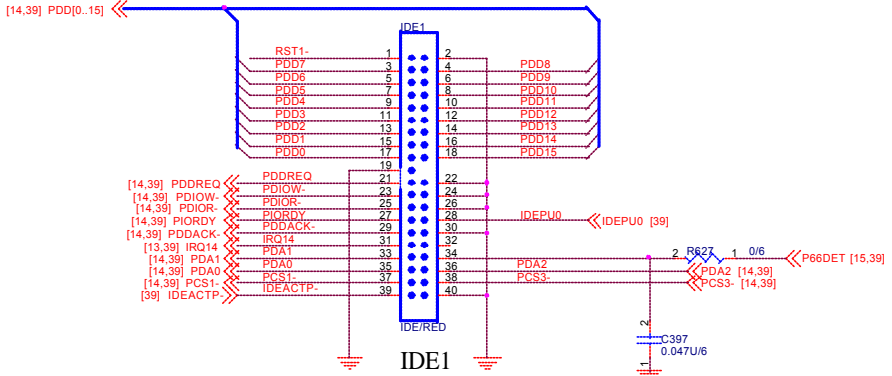 [14,39] PDD[0..15]
IDE1
RST1- 1 2
PDD7 3 4 PDD8
PDD6 5 6 PDD9
PDD5 7 8 PDD10
PDD4 9 10 PDD11
PDD3 11 12 PDD12
PDD2 13 14 PDD13
PDD1 15 16 PDD14
PDD0 17 18 PDD15
19
[14,39] PDDREQ PDDREQ 21 22
[14,39] PDIOW- PDIOW- 23 24
[14,39] PDIOR- PDIOR- 25 26
[14,39] PIORDY PIORDY 27 28 IDEPU0 IDEPU0 [39]
[14,39] PDDACK- PDDACK- 29 30
[13,39] IRQ14 IRQ14 31 32
[14,39] PDA1 PDA1 33 34 2 R627 1 0/6 P66DET [15,39]
[14,39] PDA0 PDA0 35 36 PDA2 PDA2 [14,39]
[14,39] PCS1- PCS1- 37 38 PCS3- PCS3- [14,39]
[39] IDEACTP- IDEACTP- 39 40
IDE/RED
2
C397
0.047U/6
1
IDE1